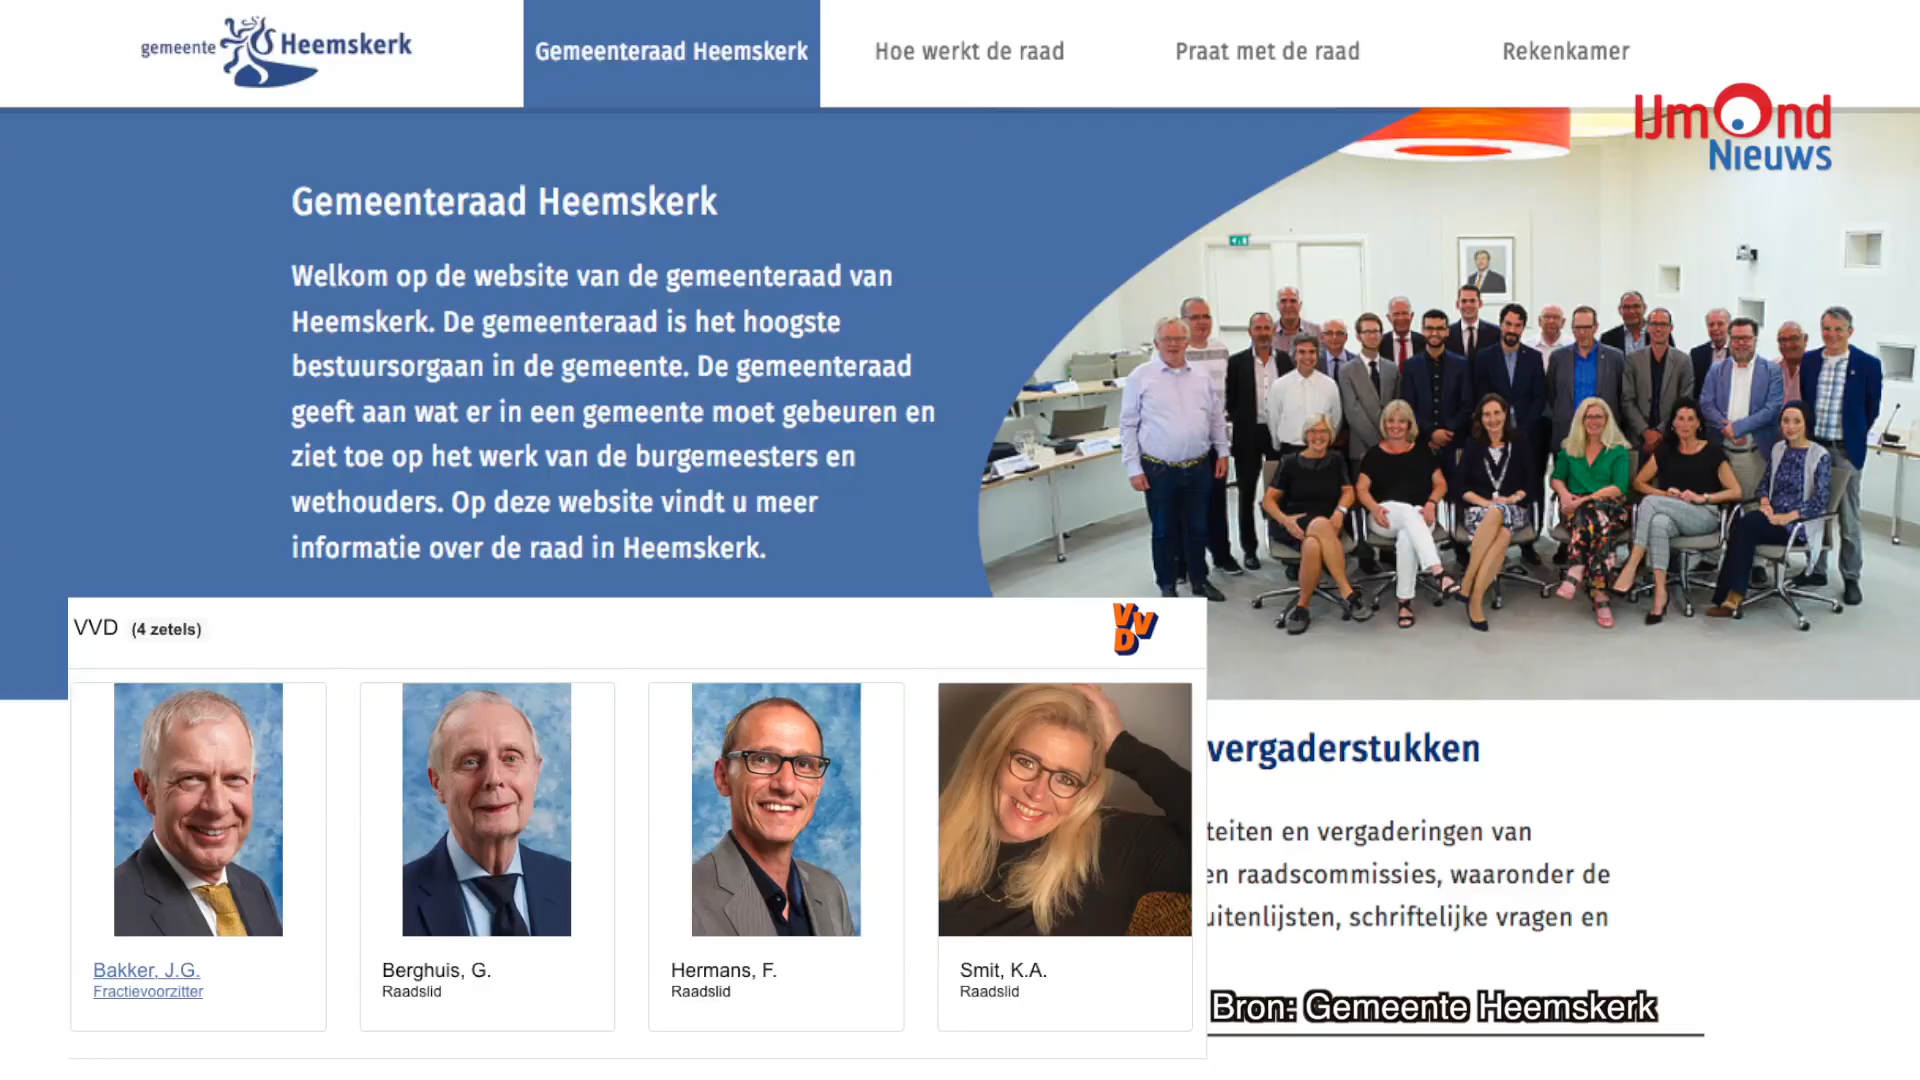 gemeente Heemskerk
Gemeenteraad Heemskerk
Hoe werkt de raad
Praat met de raad
Rekenkamer
IJmOnd
Nieuws
Gemeenteraad Heemskerk
Welkom op de website van de gemeenteraad van
Heemskerk. De gemeenteraad is het hoogste
bestuursorgaan in de gemeente. De gemeenteraad
geeft aan wat er in een gemeente moet gebeuren en
ziet toe op het werk van de burgemeesters en
wethouders. Op deze website vindt u meer
informatie over de raad in Heemskerk.
VVD (4 zetels)
VVD
Bakker, J.G.
Fractievoorzitter
Berghuis, G.
Raadslid
Hermans, F.
Raadslid
Smit, K.A.
Raadslid
vergaderstukken
teiten en vergaderingen van
en raadscommissies, waaronder de
uitenlijsten, schriftelijke vragen en
Bron: Gemeente Heemskerk